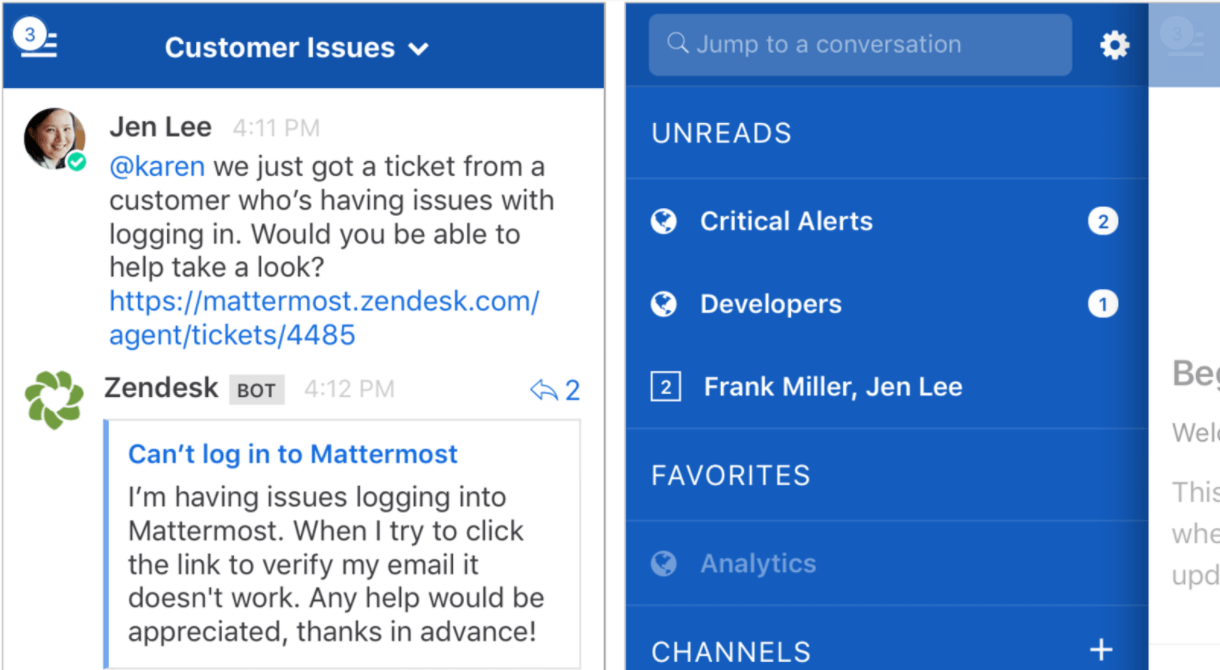 3
Customer Issues
Jen Lee 4:11 PM
@karen we just got a ticket from a
customer who’s having issues with
logging in. Would you be able to
help take a look?
https://mattermost.zendesk.com/
agent/tickets/4485
Zendesk BOT 4:12 PM 2
Can’t log in to Mattermost
I’m having issues logging into
Mattermost. When I try to click
the link to verify my email it
doesn't work. Any help would be
appreciated, thanks in advance!
Jump to a conversation
UNREADS
Critical Alerts 2
Developers 1
2 Frank Miller, Jen Lee
FAVORITES
Analytics
CHANNELS +
3
Beg
Welc
This
whe
upd